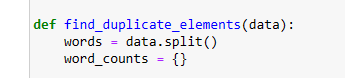 def find_duplicate_elements(data):
    words = data.split()
    word_counts = {}